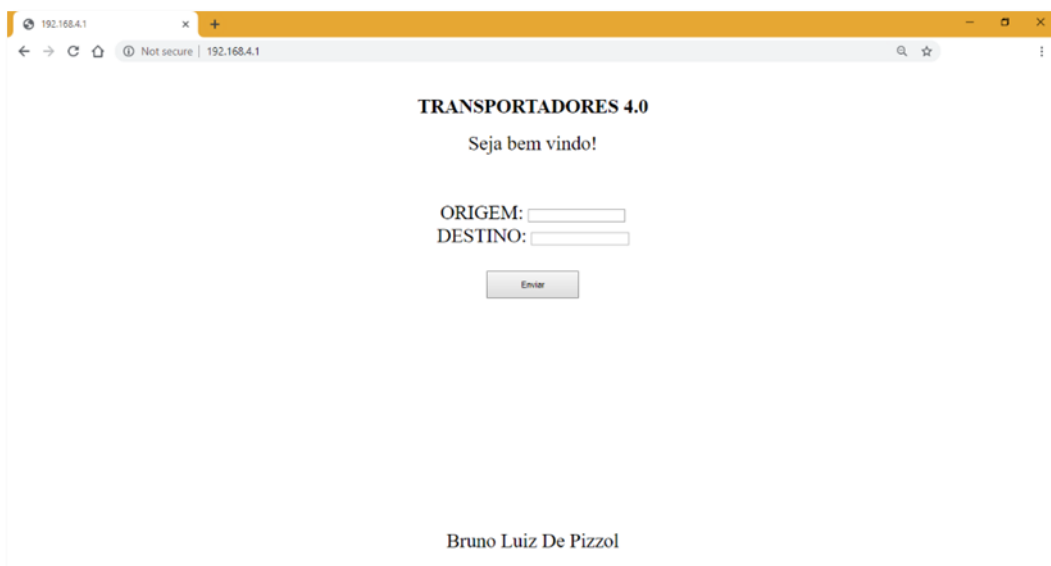 192.168.4.1
Not secure | 192.168.4.1
TRANSPORTADORES 4.0
Seja bem vindo!
ORIGEM:
DESTINO:
Enviar
Bruno Luiz De Pizzol